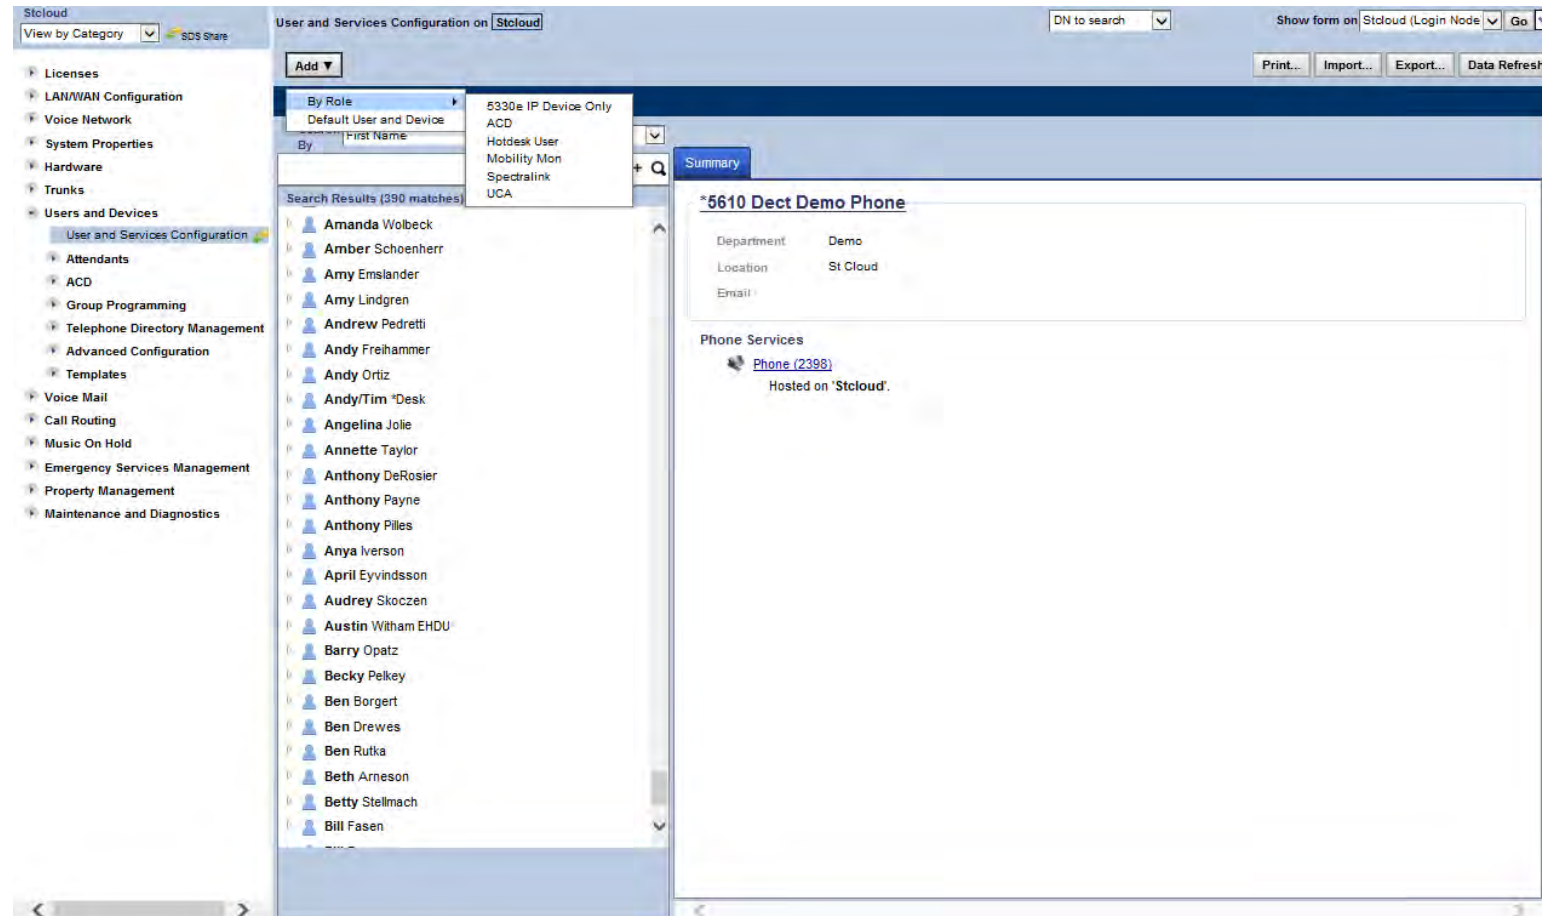 Stcloud
View by Category
SDS Share
User and Services Configuration on Stcloud
DN to search
Show form on Stcloud (Login Node
Go
Add ▼
Print...
Import...
Export...
Data Refresh
By Role
Default User and Device
5330e IP Device Only
ACD
Hotdesk User
Mobility Mon
Spectralink
UCA
By
First Name
+
Search Results (390 matches)
Licenses
LAN/WAN Configuration
Voice Network
System Properties
Hardware
Trunks
Users and Devices
User and Services Configuration
Attendants
ACD
Group Programming
Telephone Directory Management
Advanced Configuration
Templates
Voice Mail
Call Routing
Music On Hold
Emergency Services Management
Property Management
Maintenance and Diagnostics
Amanda Wolbeck
Amber Schoenherr
Amy Emslander
Amy Lindgren
Andrew Pedretti
Andy Freihammer
Andy Ortiz
Andy/Tim *Desk
Angelina Jolie
Annette Taylor
Anthony DeRosier
Anthony Payne
Anthony Pilles
Anya Iverson
April Eyvindsson
Audrey Skoczen
Austin Witham EHDU
Barry Opatz
Becky Pelkey
Ben Borgert
Ben Drewes
Ben Rutka
Beth Arneson
Betty Stellmach
Bill Fasen
Summary
*5610 Dect Demo Phone
Department Demo
Location St Cloud
Email
Phone Services
Phone (2398)
Hosted on 'Stcloud'.